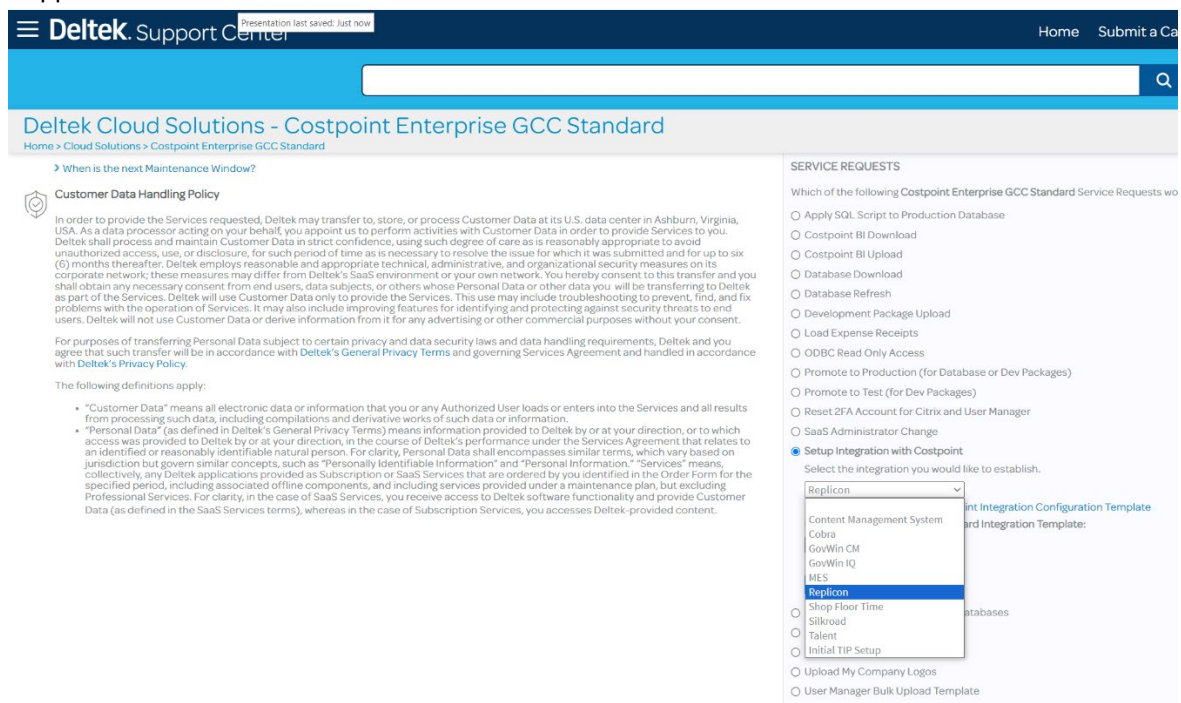 Deltek. Support Center
Presentation last saved: Just now
Home Submit a Ca
Deltek Cloud Solutions - Costpoint Enterprise GCC Standard
Home > Cloud Solutions > Costpoint Enterprise GCC Standard
When is the next Maintenance Window?
Customer Data Handling Policy
In order to provide the Services requested, Deltek may transfer to, store, or process Customer Data at its U.S. data center in Ashburn, Virginia,
USA. As a data processor acting on your behalf, you appoint us to perform activities with Customer Data in order to provide Services to you.
Deltek shall process and maintain Customer Data in strict confidence, using such degree of care as is reasonably appropriate to avoid
unauthorized access, use, or disclosure, for such period of time as is necessary to resolve the issue for which it was submitted and for up to six
(6) months thereafter. Deltek employs reasonable and appropriate technical, administrative, and organizational security measures on its
corporate network; these measures may differ from Deltek's SaaS environment or your own network. You hereby consent to this transfer and you
shall obtain any necessary consent from end users, data subjects, or others whose Personal Data or other data you will be transferring to Deltek
as part of the Services. Deltek will use Customer Data only to provide the Services. This use may include troubleshooting to prevent, find, and fix
problems with the operation of Services. It may also include improving features for identifying and protecting against security threats to end
users. Deltek will not use Customer Data or derive information from it for any advertising or other commercial purposes without your consent.
For purposes of transferring Personal Data subject to certain privacy and data security laws and data handling requirements, Deltek and you
agree that such transfer will be in accordance with Deltek's General Privacy Terms and governing Services Agreement and handled in accordance
with Deltek's Privacy Policy.
The following definitions apply:
• "Customer Data" means all electronic data or information that you or any Authorized User loads or enters into the Services and all results
from processing such data, including compilations and derivative works of such data or information.
• "Personal Data" (as defined in Deltek's General Privacy Terms) means information provided to Deltek by or at your direction, or to which
access was provided to Deltek by or at your direction, in the course of Deltek's performance under the Services Agreement that relates to
an identified or reasonably identifiable natural person. For clarity, Personal Data shall encompass similar terms, which vary based on
jurisdiction but govern similar concepts, such as "Personally Identifiable Information" and "Personal Information." "Services" means,
collectively, any Deltek applications provided as Subscription or SaaS Services that are ordered by you identified in the Order Form for the
specified period, including associated offline components, and including services provided under a maintenance plan, but excluding
Professional Services. For clarity, in the case of SaaS Services, you receive access to Deltek software functionality and provide Customer
Data (as defined in the SaaS Services terms), whereas in the case of Subscription Services, you accesses Deltek-provided content.
SERVICE REQUESTS
Which of the following Costpoint Enterprise GCC Standard Service Requests wo
Apply SQL Script to Production Database
Costpoint BI Download
Costpoint BI Upload
Database Download
Database Refresh
Development Package Upload
Load Expense Receipts
ODBC Read Only Access
Promote to Production (for Database or Dev Packages)
Promote to Test (for Dev Packages)
Reset 2FA Account for Citrix and User Manager
SaaS Administrator Change
Setup Integration with Costpoint
Select the integration you would like to establish.
Replicon
int Integration Configuration Template
Content Management System
ard Integration Template:
Cobra
GovWin CM
GovWin IQ
MES
Replicon
Shop Floor Time
atabases
Silkroad
Talent
Initial TIP Setup
Upload My Company Logos
User Manager Bulk Upload Template